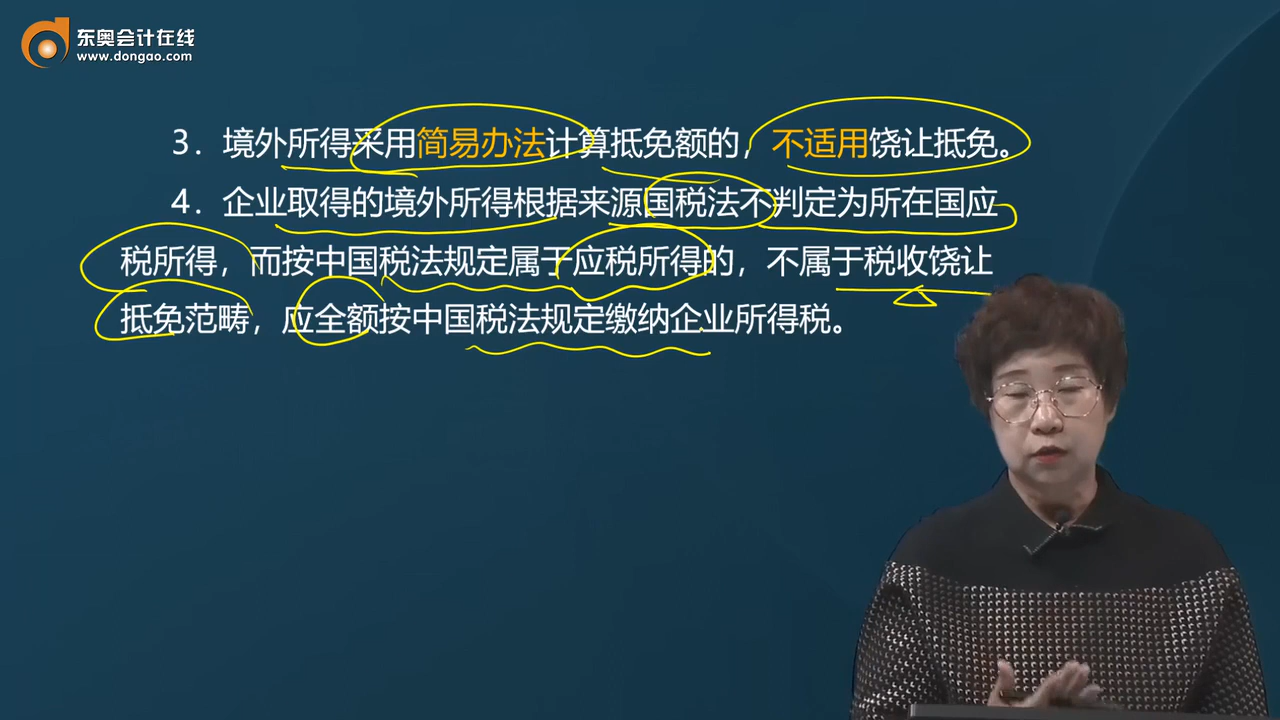 东奥会计在线
www.dongao.com
3．境外所得采用简易办法计算抵免额的，不适用饶让抵免。
4．企业取得的境外所得根据来源国税法不判定为所在国应
税所得，而按中国税法规定属于应税所得的，不属于税收饶让
抵免范畴，应全额按中国税法规定缴纳企业所得税。